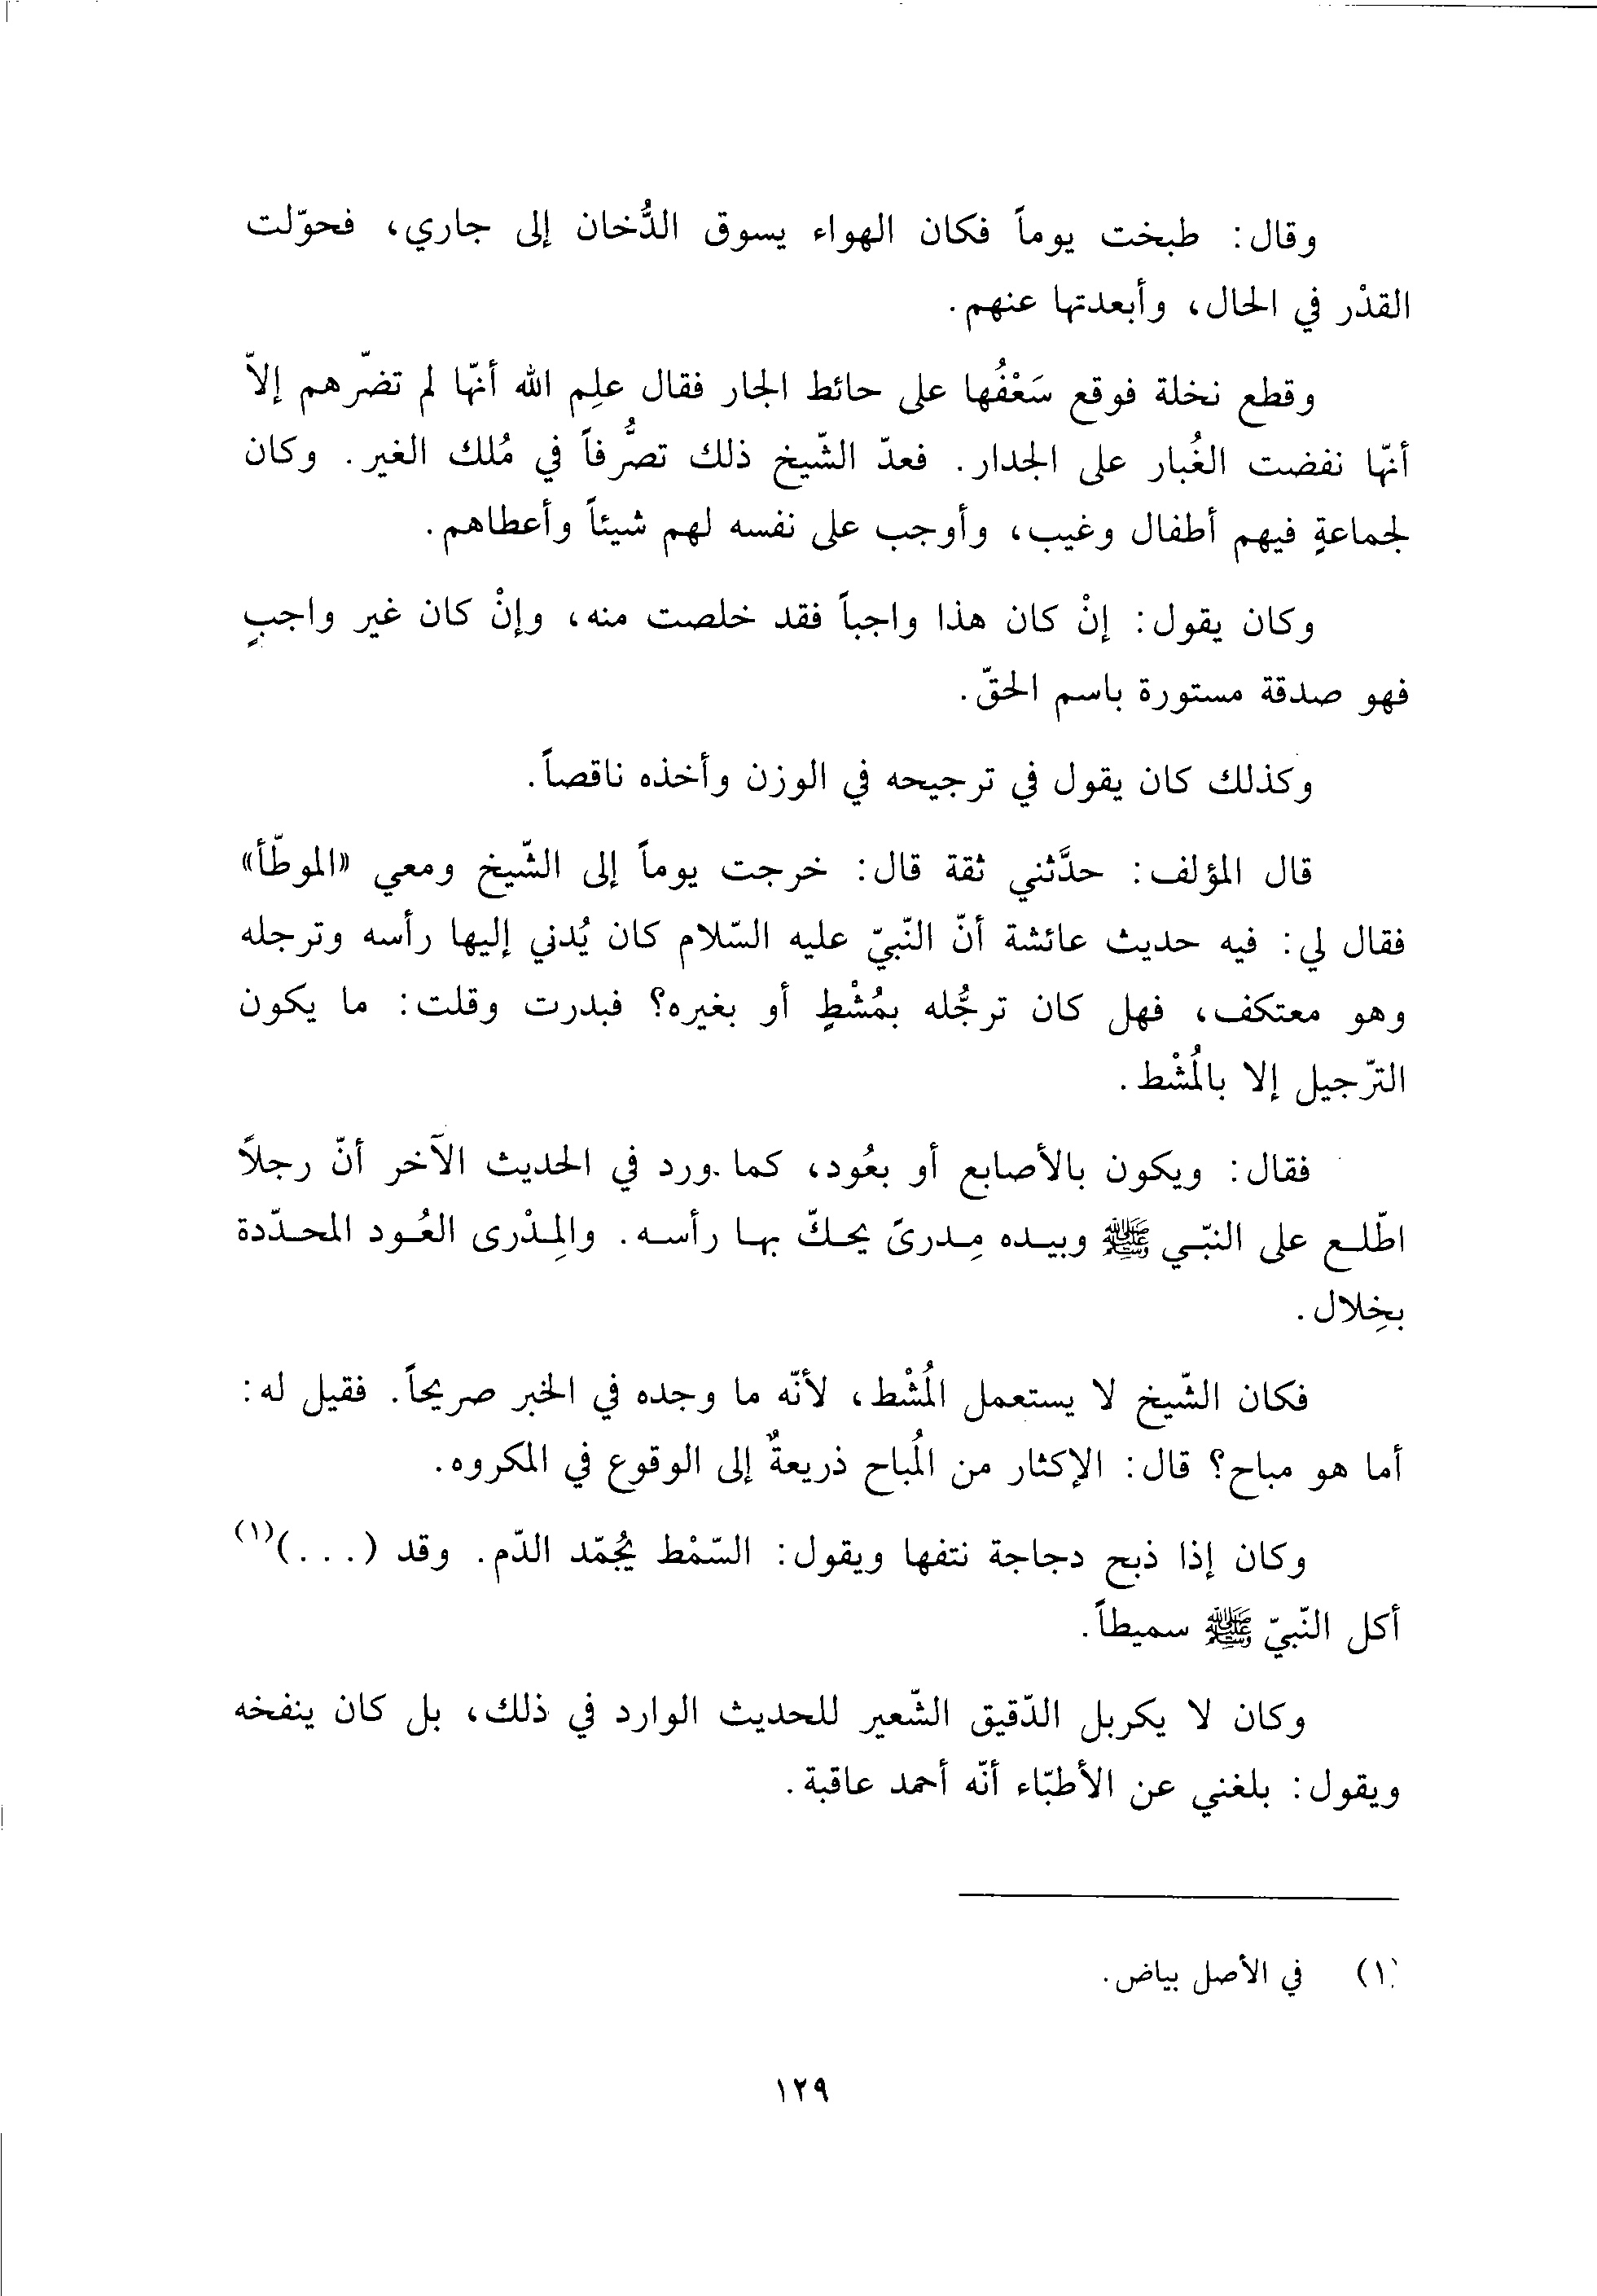 وقال: طبخت يوماً فكان الهواء يسوق الدُّخان إلى جاري، فحوّلت
القدْر في الحال، وأبعدتها عنهم.
وقطع نخلة فوقع سَعْفُها على حائط الجار فقال علِم الله أنّها لم تضرّهم إلاّ
أنّها نفضت الغُبار على الجدار. فعدّ الشّيخ ذلك تصرُّفاً في مُلك الغير. وكان
لجماعةٍ فيهم أطفال وغيب، وأوجب على نفسه لهم شيئاً وأعطاهم.
وكان يقول: إنْ كان هذا واجباً فقد خلصت منه، وإنْ كان غير واجبٍ
فهو صدقة مستورة باسم الحقّ.
وكذلك كان يقول في ترجيحه في الوزن وأخذه ناقصاً.
قال المؤلف: حدَّثني ثقة قال: خرجت يوماً إلى الشّيخ ومعي «الموطّأ»
فقال لي: فيه حديث عائشة أنّ النّبيّ عليه السّلام كان يُدني إليها رأسه وترجله
وهو معتكف، فهل كان ترجُّله بمُشْطٍ أو بغيره؟ فبدرت وقلت: ما يكون
التّرجيل إلا بالمُشْط.
فقال: ويكون بالأصابع أو بعُود، كما ورد في الحديث الآخر أنّ رجلاً
اطّلع على النبّي ﷺ وبيده مِدرىً يحكّ بها رأسه. والمِدْرى العُود المحدّدة
بخِلال.
فكان الشّيخ لا يستعمل المُشْط، لأنّه ما وجده في الخبر صريحاً. فقيل له:
أما هو مباح؟ قال: الإكثار من المُباح ذريعةٌ إلى الوقوع في المكروه.
وكان إذا ذبح دجاجة نتفها ويقول: السّمْط يُجمّد الدّم. وقد (...)(١)
أكل النّبيّ ﷺ سميطاً.
وكان لا يكربل الدّقيق الشّعير للحديث الوارد في ذلك، بل كان ينفخه
ويقول: بلغني عن الأطبّاء أنّه أحمد عاقبة.
(١) في الأصل بياض.
١٢٩